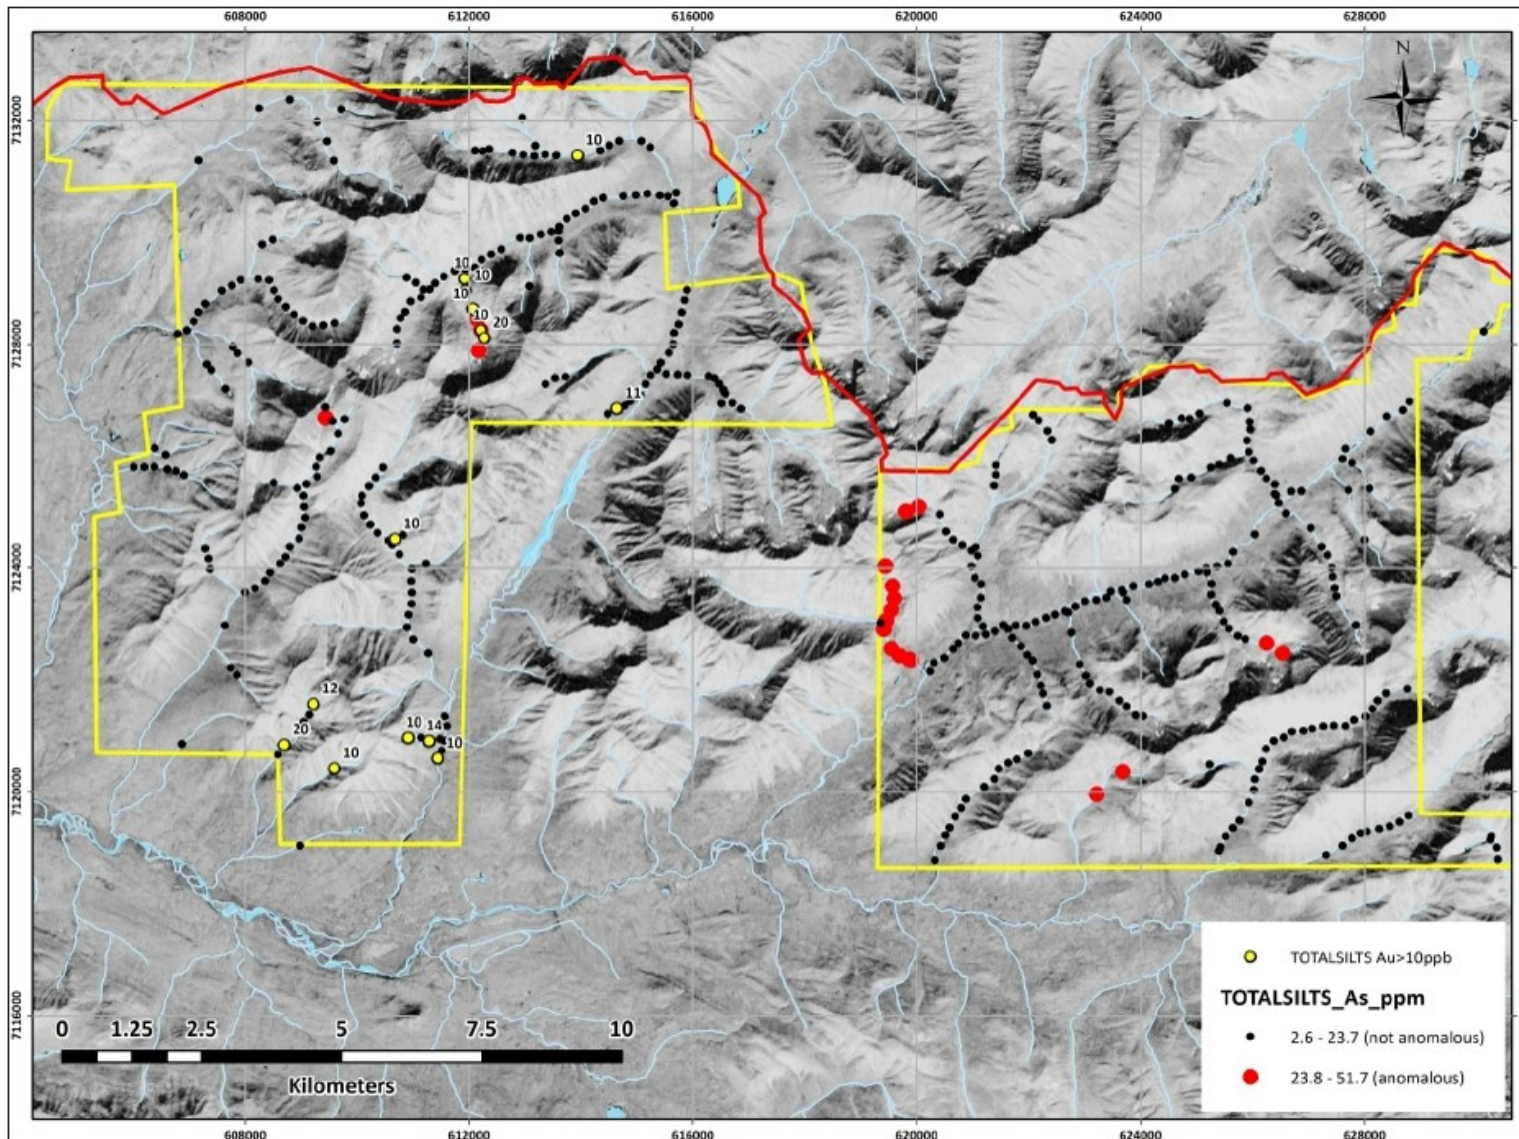 608000 612000 616000 620000 624000 628000
N
7132000
10
10
10
10
10
20
7128000
11
10
7124000
12
10 14
20
10
10
7120000
TOTALSILTS Au>10ppb
TOTALSILTS_As_ppm
7116000
0 1.25 2.5 5 7.5 10
2.6 - 23.7 (not anomalous)
23.8 - 51.7 (anomalous)
Kilometers
608000 612000 616000 620000 624000 628000